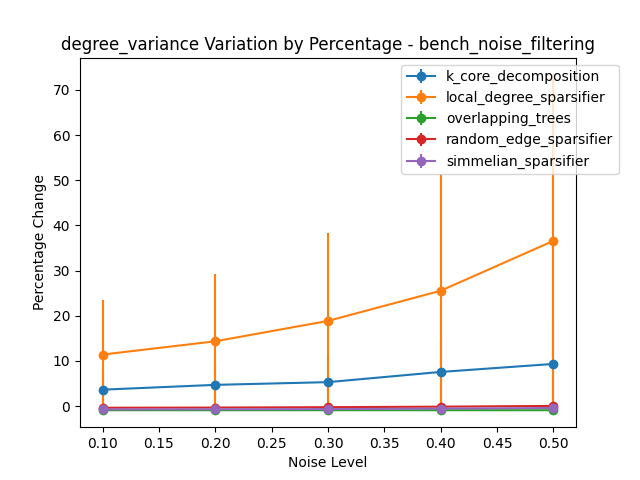 degree_variance Variation by Percentage - bench_noise_filtering
k_core_decomposition
local_degree_sparsifier
overlapping_trees
random_edge_sparsifier
simmelian_sparsifier
Percentage Change
70
60
50
40
30
20
10
0
0.10 0.15 0.20 0.25 0.30 0.35 0.40 0.45 0.50
Noise Level